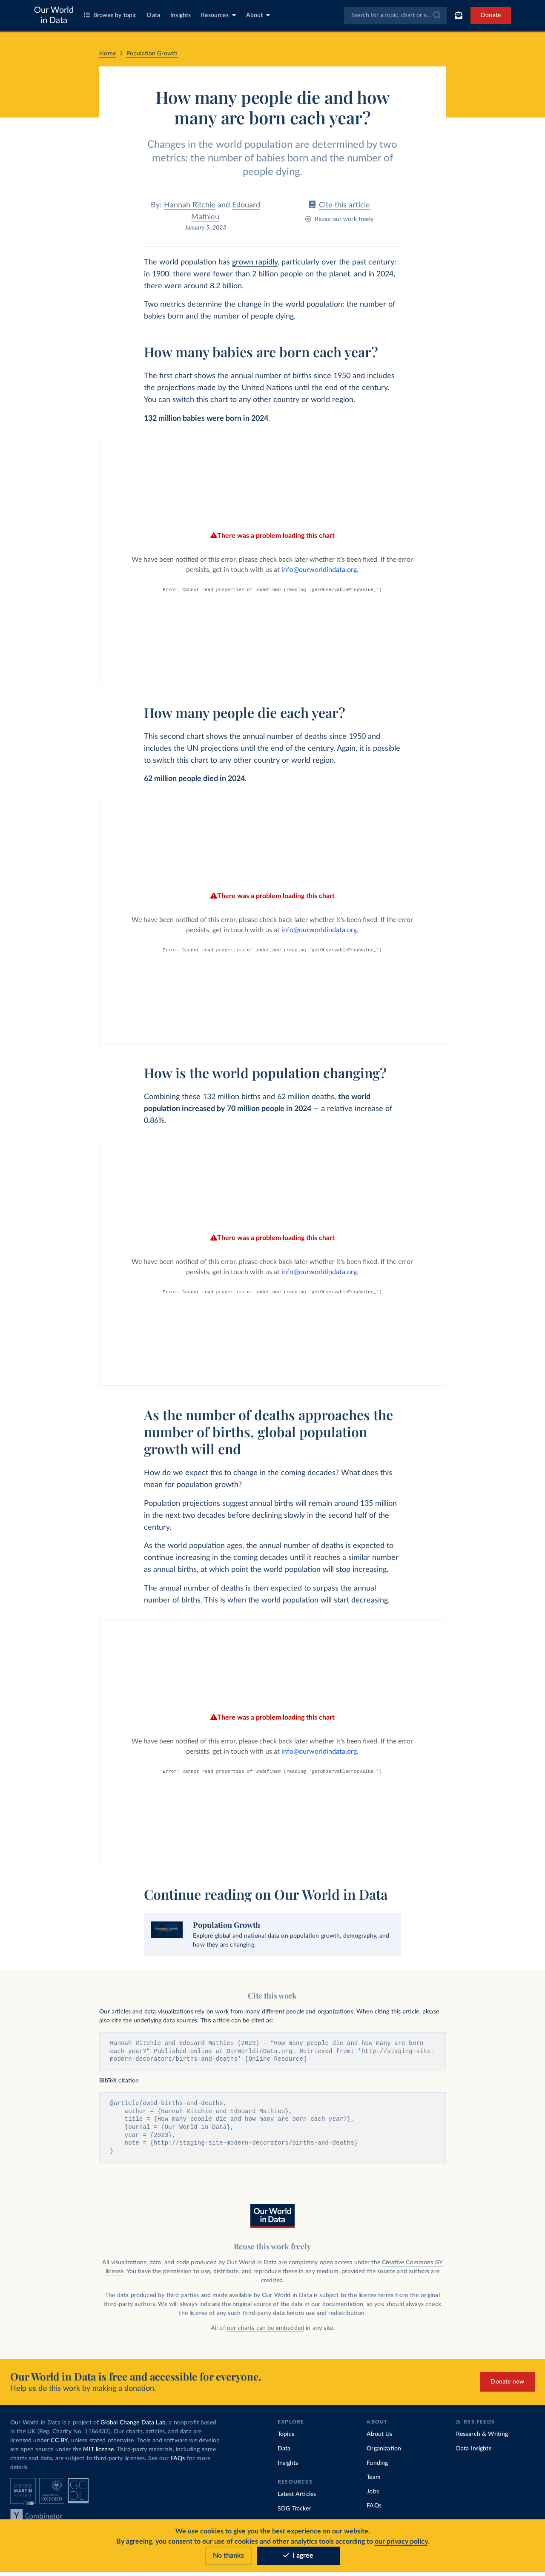 Our World
in Data
Browse by topic
Data
Insights
Resources
About
Search for a topic, chart or a...
Donate
Home > Population Growth
How many people die and how
many are born each year?
Changes in the world population are determined by two
metrics: the number of babies born and the number of
people dying.
By: Hannah Ritchie and Edouard
Mathieu
January 5, 2023
Cite this article
Reuse our work freely
The world population has grown rapidly, particularly over the past century:
in 1900, there were fewer than 2 billion people on the planet, and in 2024,
there were around 8.2 billion.
Two metrics determine the change in the world population: the number of
babies born and the number of people dying.
How many babies are born each year?
The first chart shows the annual number of births since 1950 and includes
the projections made by the United Nations until the end of the century.
You can switch this chart to any other country or world region.
132 million babies were born in 2024.
There was a problem loading this chart
We have been notified of this error, please check back later whether it's been fixed. If the error
persists, get in touch with us at info@ourworldindata.org.
Error: Cannot read properties of undefined (reading 'getObservablePropValue_')
How many people die each year?
This second chart shows the annual number of deaths since 1950 and
includes the UN projections until the end of the century. Again, it is possible
to switch this chart to any other country or world region.
62 million people died in 2024.
There was a problem loading this chart
We have been notified of this error, please check back later whether it's been fixed. If the error
persists, get in touch with us at info@ourworldindata.org.
Error: Cannot read properties of undefined (reading 'getObservablePropValue_')
How is the world population changing?
Combining these 132 million births and 62 million deaths, the world
population increased by 70 million people in 2024 — a relative increase of
0.86%.
There was a problem loading this chart
We have been notified of this error, please check back later whether it's been fixed. If the error
persists, get in touch with us at info@ourworldindata.org.
Error: Cannot read properties of undefined (reading 'getObservablePropValue_')
As the number of deaths approaches the
number of births, global population
growth will end
How do we expect this to change in the coming decades? What does this
mean for population growth?
Population projections suggest annual births will remain around 135 million
in the next two decades before declining slowly in the second half of the
century.
As the world population ages, the annual number of deaths is expected to
continue increasing in the coming decades until it reaches a similar number
as annual births, at which point the world population will stop increasing.
The annual number of deaths is then expected to surpass the annual
number of births. This is when the world population will start decreasing.
There was a problem loading this chart
We have been notified of this error, please check back later whether it's been fixed. If the error
persists, get in touch with us at info@ourworldindata.org.
Error: Cannot read properties of undefined (reading 'getObservablePropValue_')
Continue reading on Our World in Data
Population Growth
Explore global and national data on population growth, demography, and
how they are changing.
Cite this work
Our articles and data visualizations rely on work from many different people and organizations. When citing this article, please
also cite the underlying data sources. This article can be cited as:
Hannah Ritchie and Edouard Mathieu (2023) - “How many people die and how many are born
each year?” Published online at OurWorldinData.org. Retrieved from: 'http://staging-site-
modern-decorators/births-and-deaths' [Online Resource]
BibTeX citation
@article{owid-births-and-deaths,
author = {Hannah Ritchie and Edouard Mathieu},
title = {How many people die and how many are born each year?},
journal = {Our World in Data},
year = {2023},
note = {http://staging-site-modern-decorators/births-and-deaths}
}
Our World
in Data
Reuse this work freely
All visualizations, data, and code produced by Our World in Data are completely open access under the Creative Commons BY
license. You have the permission to use, distribute, and reproduce these in any medium, provided the source and authors are
credited.
The data produced by third parties and made available by Our World in Data is subject to the license terms from the original
third-party authors. We will always indicate the original source of the data in our documentation, so you should always check
the license of any such third-party data before use and redistribution.
All of our charts can be embedded in any site.
Our World in Data is free and accessible for everyone.
Help us do this work by making a donation.
Donate now
Our World in Data is a project of Global Change Data Lab, a nonprofit based
in the UK (Reg. Charity No. 1186433). Our charts, articles, and data are
licensed under CC BY, unless stated otherwise. Tools and software we develop
are open source under the MIT license. Third-party materials, including some
charts and data, are subject to third-party licenses. See our FAQs for more
details.
OXFORD
MARTIN
SCHOOL
UNIVERSITY OF
OXFORD
GC
DL
Y Combinator
EXPLORE
Topics
Data
Insights
RESOURCES
Latest Articles
SDG Tracker
ABOUT
About Us
Organization
Funding
Team
Jobs
FAQs
RSS FEEDS
Research & Writing
Data Insights
We use cookies to give you the best experience on our website.
By agreeing, you consent to our use of cookies and other analytics tools according to our privacy policy.
No thanks
I agree